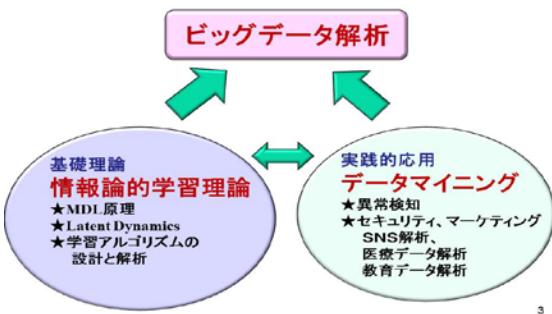 ビッグデータ解析
基礎理論
情報論的学習理論
★MDL原理
★Latent Dynamics
★学習アルゴリズムの
設計と解析
実践的応用
データマイニング
★異常検知
★セキュリティ、マーケティング
SNS解析、
医療データ解析
教育データ解析
3